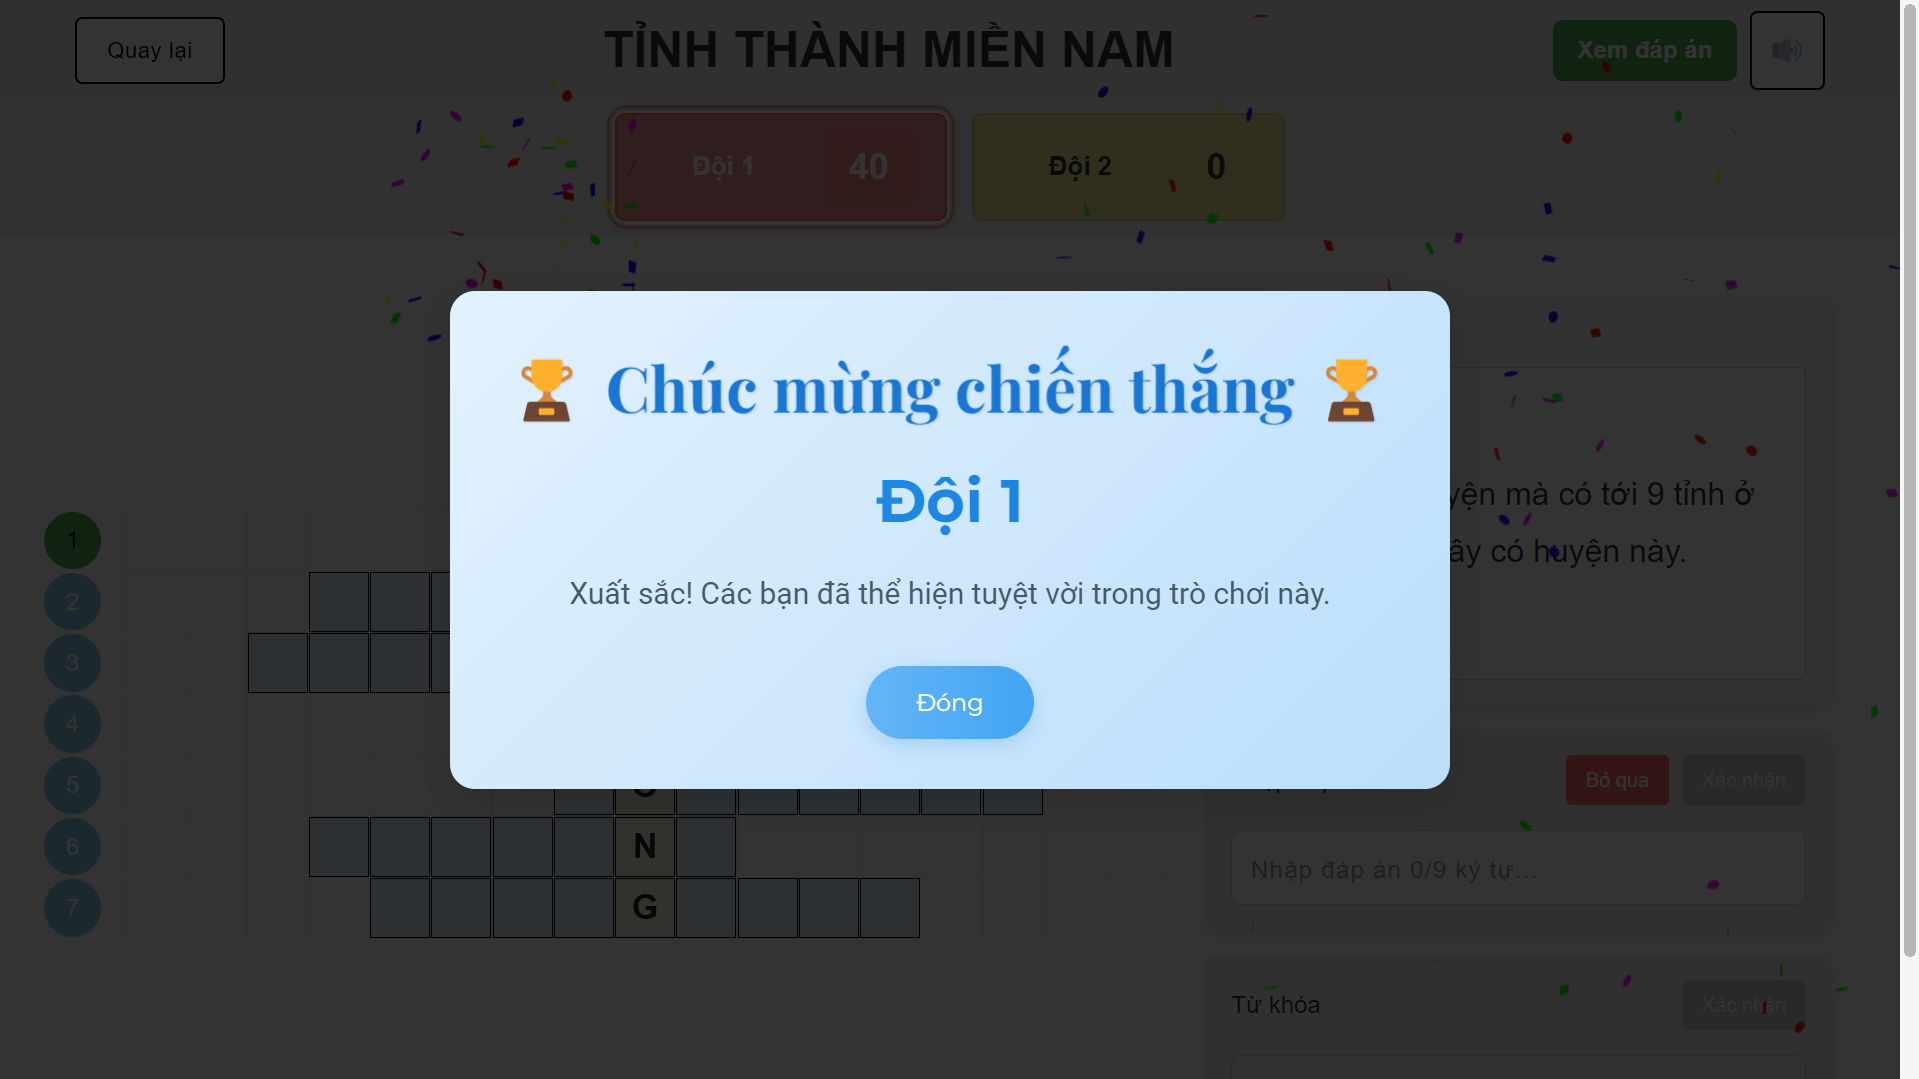 Quay lại
TỈNH THÀNH MIỀN NAM
Xem đáp án
Đội 1
40
Đội 2
0
Chúc mừng chiến thắng
Đội 1
Xuất sắc! Các bạn đã thể hiện tuyệt vời trong trò chơi này.
Đóng
yện mà có tới 9 tỉnh ở
ây có huyện này.
1
2
3
4
5
6
N
7
G
Bỏ qua
Xác nhận
Nhập đáp án 0/9 ký tự...
Từ khóa
Xác nhận